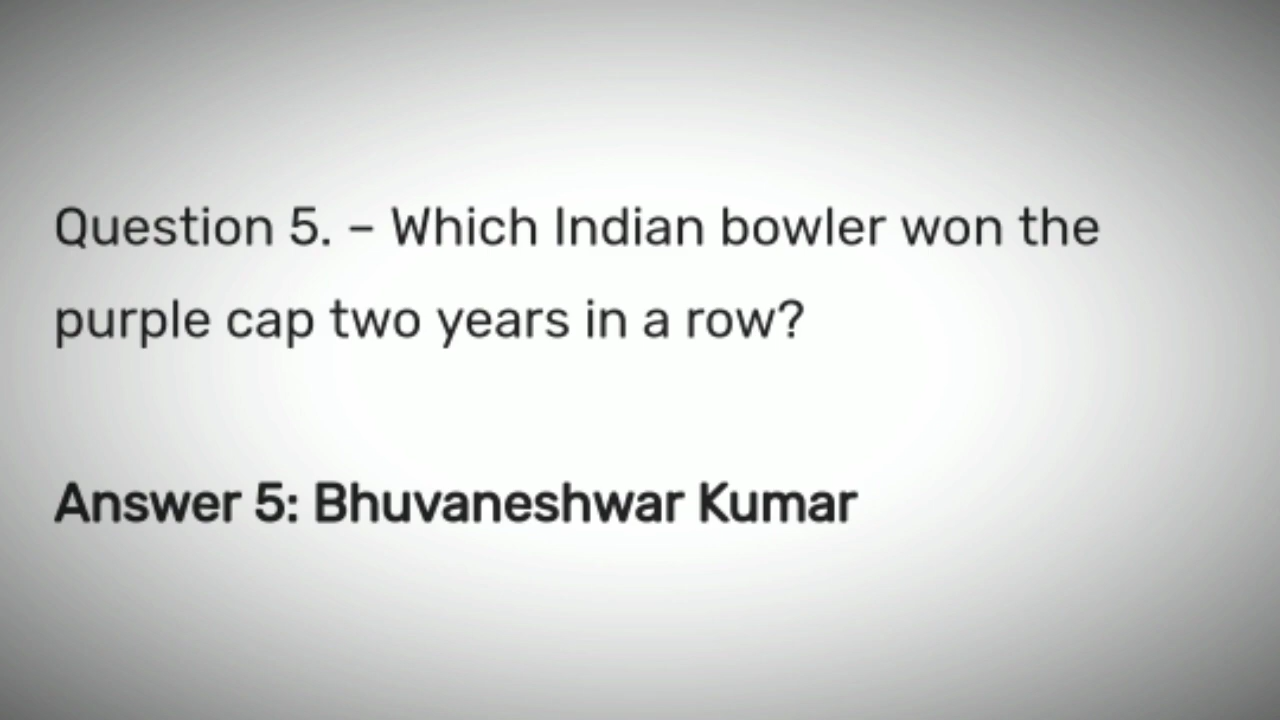 Question 5. – Which Indian bowler won the
purple cap two years in a row?
Answer 5: Bhuvaneshwar Kumar